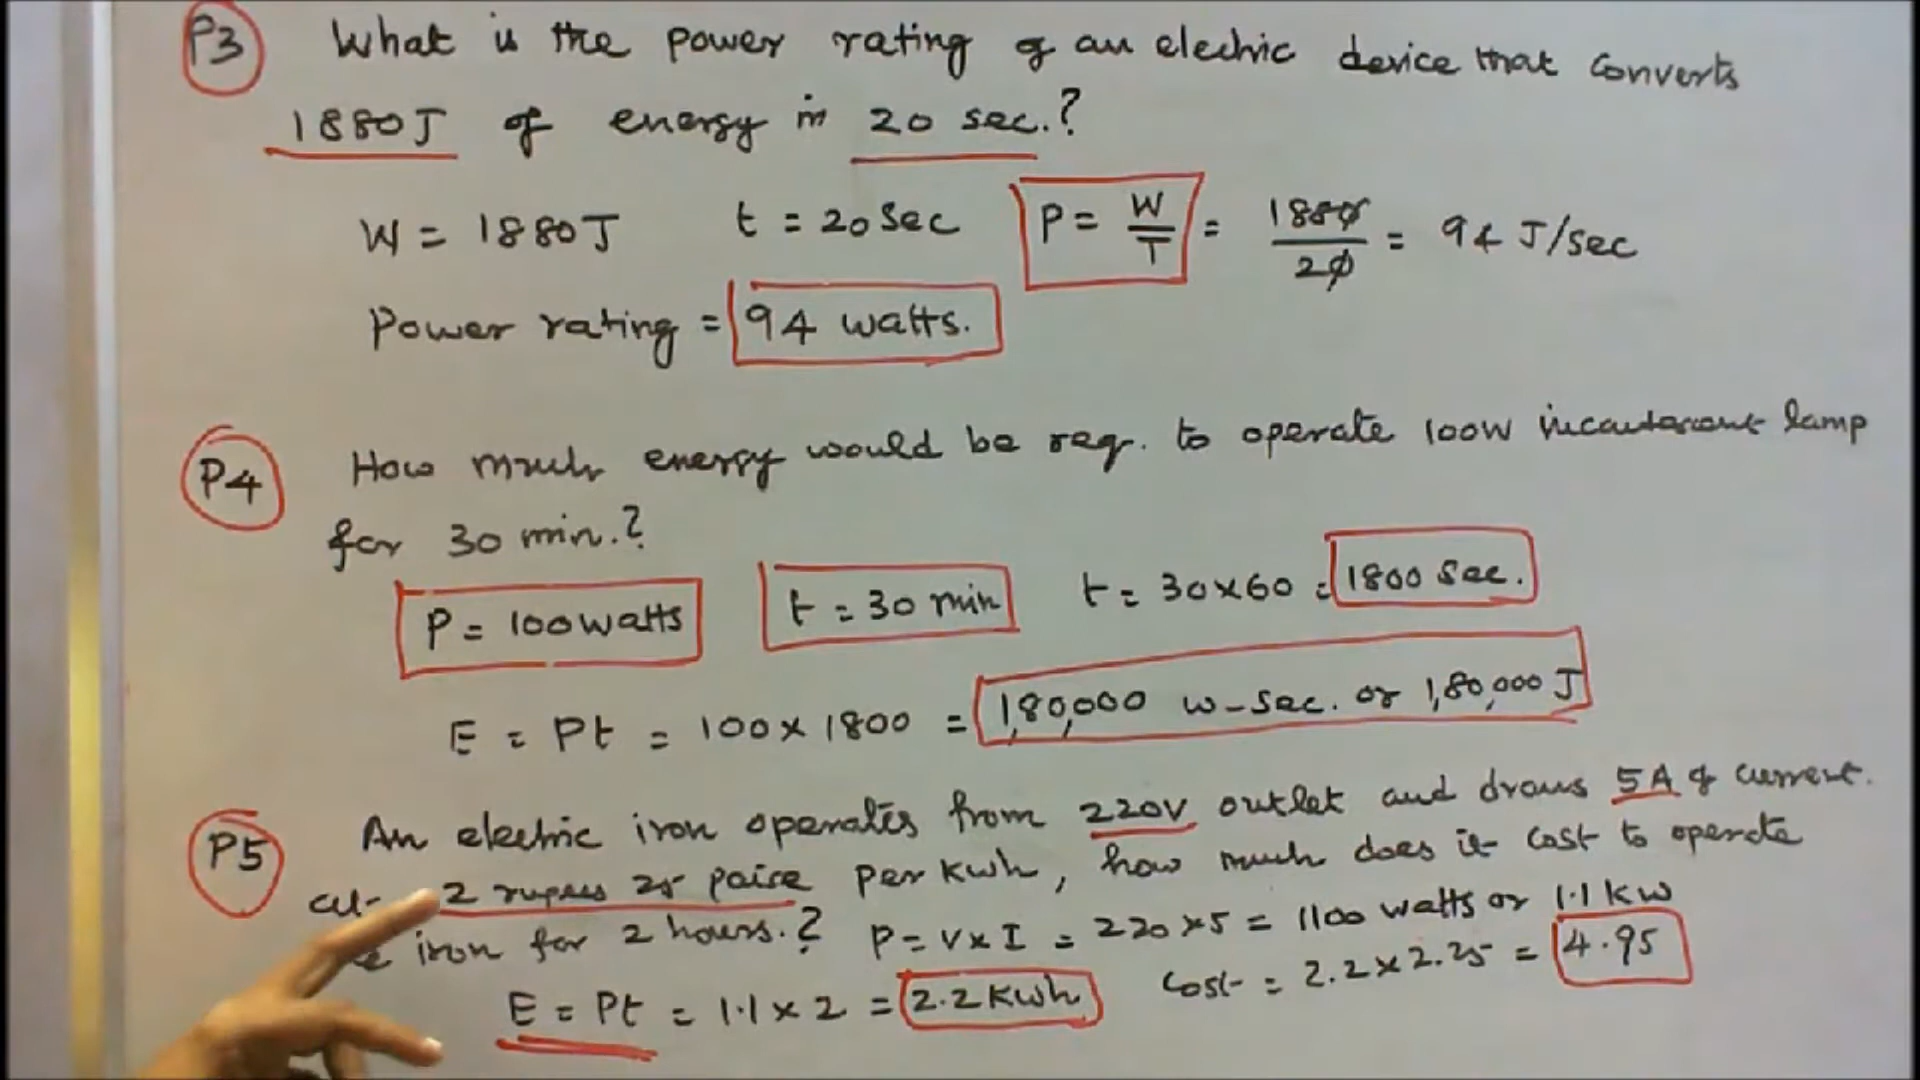 P3 What is the power rating of an electric device that converts
1880J of energy in 20 sec.?
W = 1880J t = 20 Sec P = W/T = 1880/20 = 94 J/sec
Power rating = 94 watts.
P4 How much energy would be req. to operate 100W incandescent lamp
for 30 min.?
P = 100 watts t = 30 min t = 30x60 = 1800 Sec.
E = Pt = 100 x 1800 = 1,80,000 w-sec. or 1,80,000 J
P5 An electric iron operates from 220V outlet and draws 5A of current.
at 2 rupees 25 paise per kwh, how much does it cost to operate
iron for 2 hours.? P = V x I = 220 x 5 = 1100 watts or 1.1 kw
E = Pt = 1.1 x 2 = 2.2 kwh Cost = 2.2 x 2.25 = 4.95